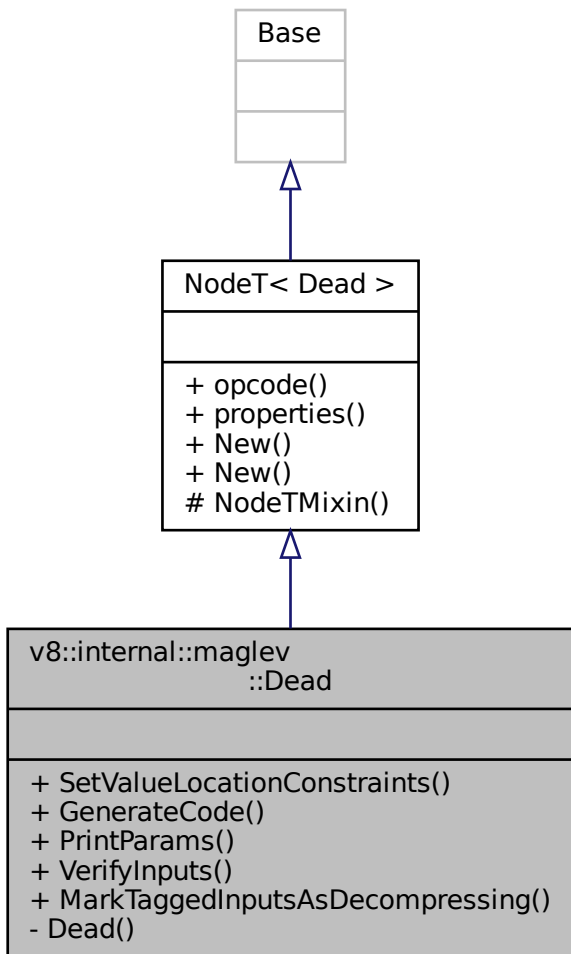 Base
NodeT< Dead >
+ opcode()
+ properties()
+ New()
+ New()
# NodeTMixin()
v8::internal::maglev
::Dead
+ SetValueLocationConstraints()
+ GenerateCode()
+ PrintParams()
+ VerifyInputs()
+ MarkTaggedInputsAsDecompressing()
- Dead()